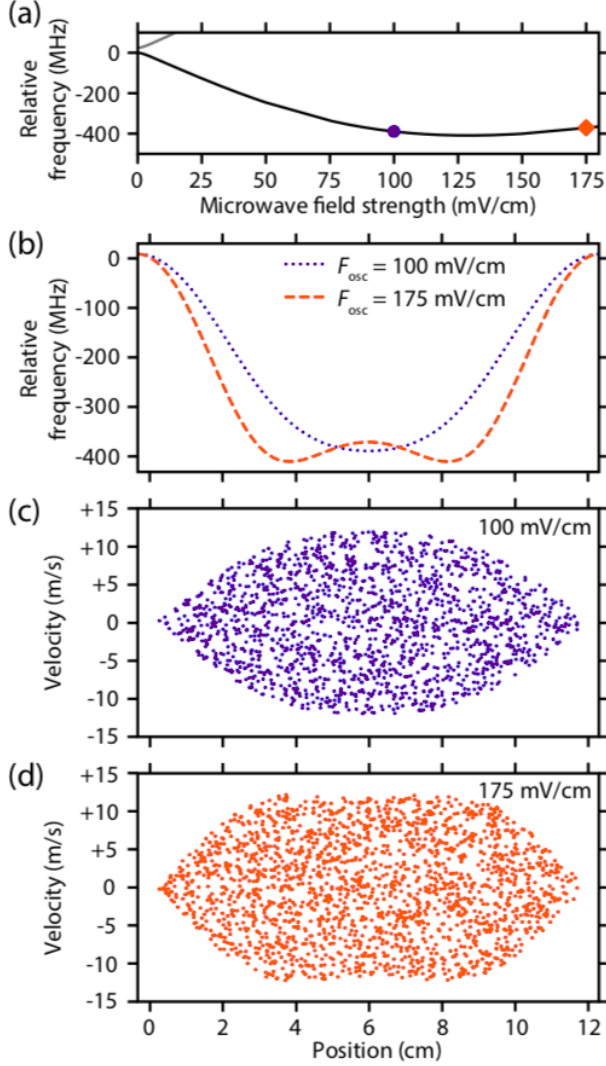 (a)
0
-200
-400
Relative
frequency (MHz)
0 25 50 75 100 125 150 175
Microwave field strength (mV/cm)
(b)
0
-100
-200
-300
-400
Relative
frequency (MHz)
Fosc = 100 mV/cm
Fosc = 175 mV/cm
(c)
+15
+10
+5
0
-5
-10
-15
Velocity (m/s)
100 mV/cm
(d)
+15
+10
+5
0
-5
-10
-15
Velocity (m/s)
175 mV/cm
0 2 4 6 8 10 12
Position (cm)